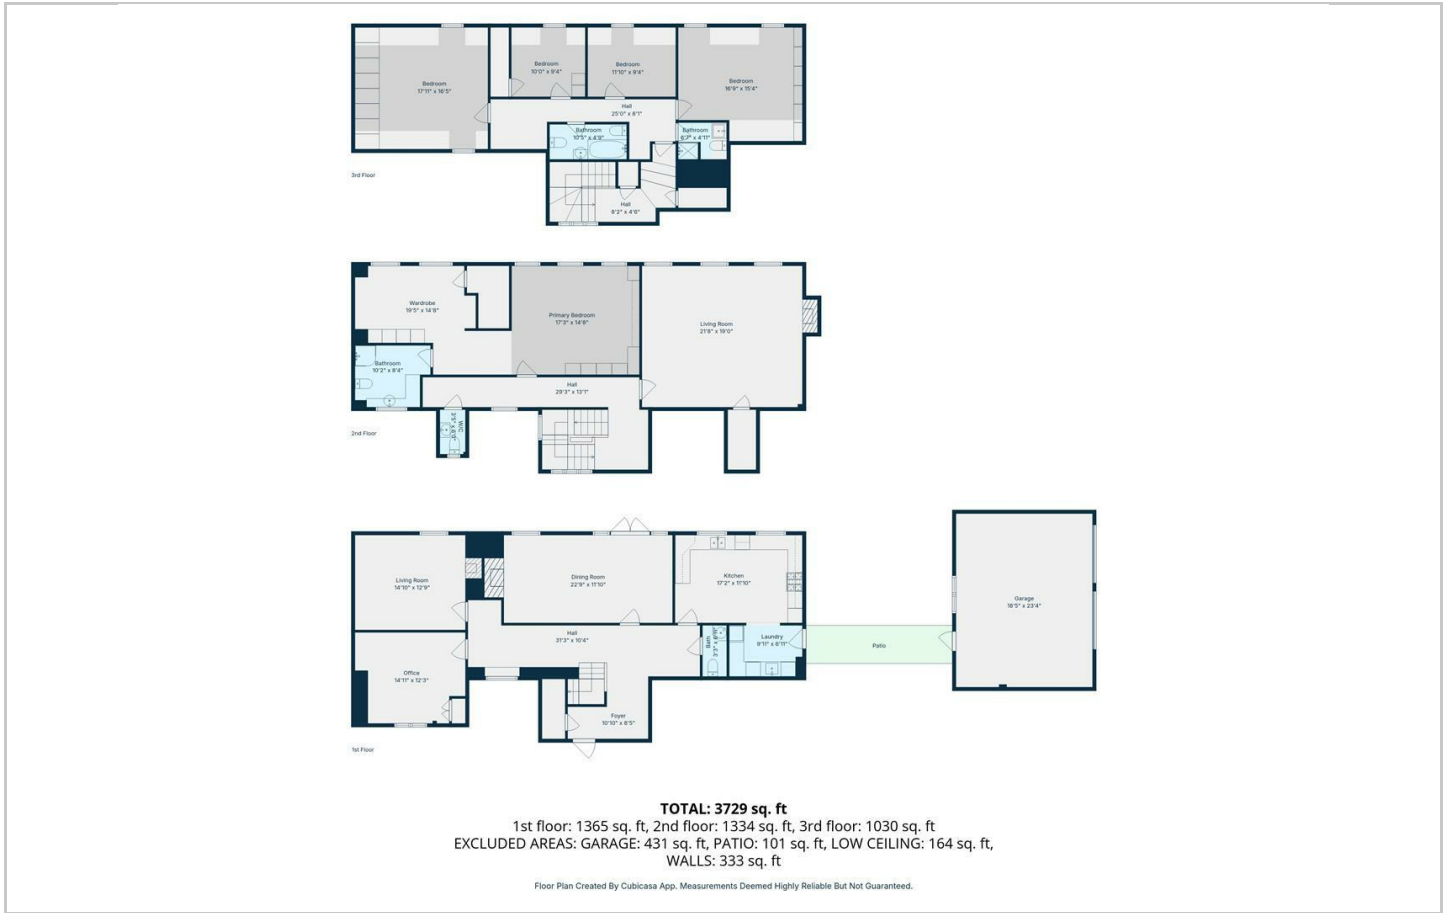 Bedroom
17'11" x 16'5"
Bedroom
10'0" x 9'4"
Bedroom
11'10" x 9'4"
Bedroom
16'9" x 15'4"
Hall
25'0" x 8'1"
Bathroom
10'5" x 4'9"
Bathroom
6'7" x 4'11"
Hall
8'2" x 4'6"
3rd Floor
Wardrobe
19'5" x 14'8"
Primary Bedroom
17'3" x 14'8"
Living Room
21'8" x 19'0"
Bathroom
10'2" x 8'4"
Hall
29'3" x 13'1"
W/C
2nd Floor
Living Room
14'10" x 12'9"
Dining Room
22'9" x 11'10"
Kitchen
17'2" x 11'10"
Garage
18'5" x 23'4"
Hall
31'3" x 10'4"
Bath
Laundry
9'11" x 6'11"
Patio
Office
14'11" x 12'3"
Foyer
10'10" x 8'5"
1st Floor
TOTAL: 3729 sq. ft
1st floor: 1365 sq. ft, 2nd floor: 1334 sq. ft, 3rd floor: 1030 sq. ft
EXCLUDED AREAS: GARAGE: 431 sq. ft, PATIO: 101 sq. ft, LOW CEILING: 164 sq. ft,
WALLS: 333 sq. ft
Floor Plan Created By Cubicasa App. Measurements Deemed Highly Reliable But Not Guaranteed.